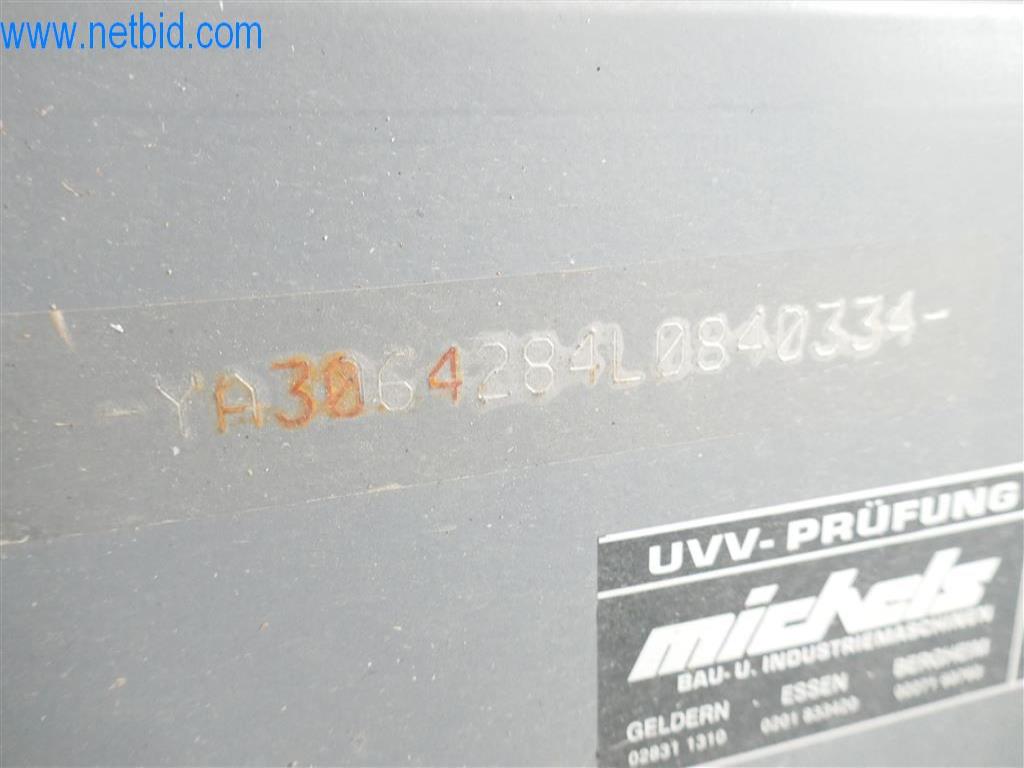 www.netbid.com
-YA3064284L0840334-
UVV-PRÜFUNG
michels
BAU- U. INDUSTRIEMASCHINEN
GELDERN ESSEN BERGHEIM
02831 1310